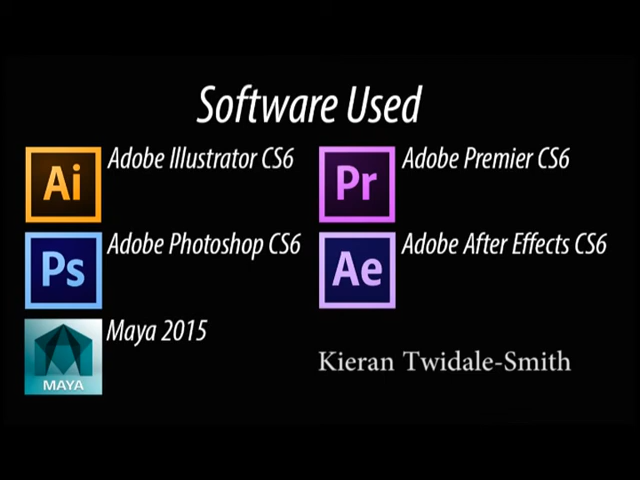 Software Used
Ai
Adobe Illustrator CS6
Pr
Adobe Premier CS6
Ps
Adobe Photoshop CS6
Ae
Adobe After Effects CS6
Maya 2015
MAYA
Kieran Twidale-Smith